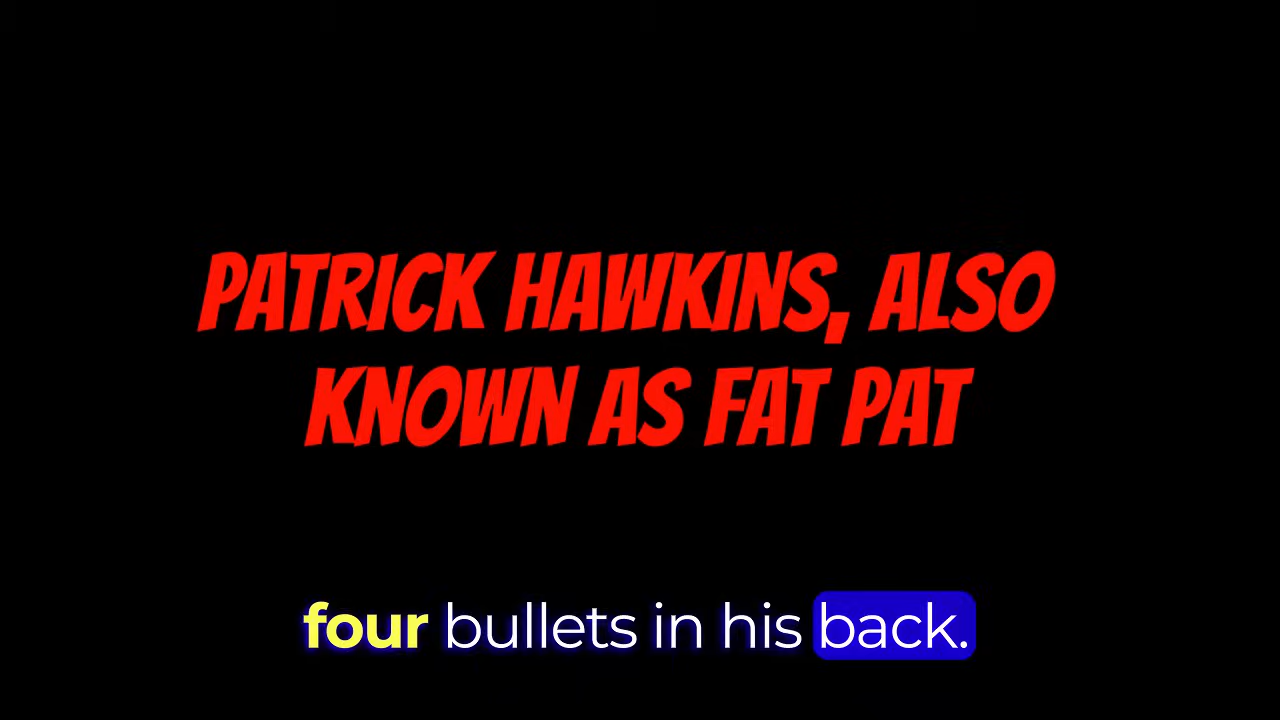 PATRICK HAWKINS, ALSO
KNOWN AS FAT PAT
four bullets in his back.